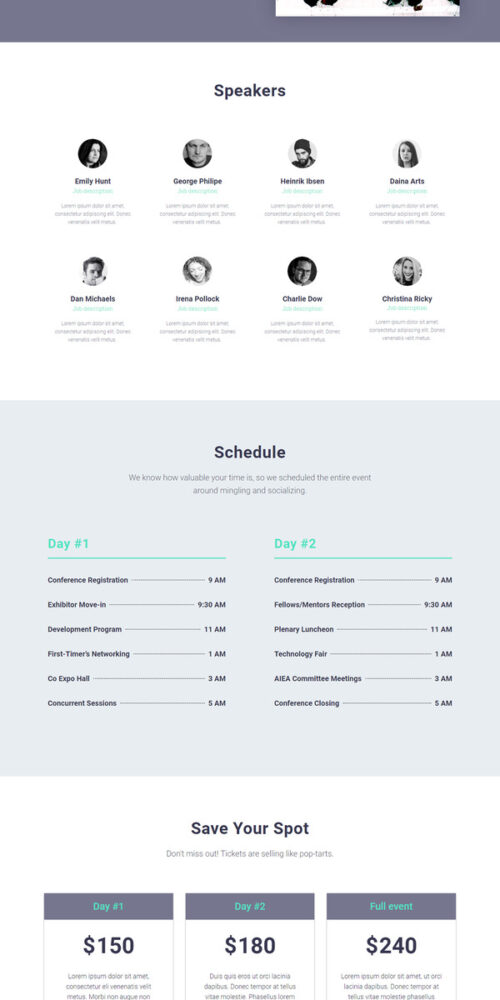 Speakers
Emily Hunt
Job description
Lorem ipsum dolor sit amet,
consectetur adipiscing elit. Donec
venenatis velit metus.
George Philipe
Job description
Lorem ipsum dolor sit amet,
consectetur adipiscing elit. Donec
venenatis velit metus.
Heinrik Ibsen
Job description
Lorem ipsum dolor sit amet,
consectetur adipiscing elit. Donec
venenatis velit metus.
Daina Arts
Job description
Lorem ipsum dolor sit amet,
consectetur adipiscing elit. Donec
venenatis velit metus.
Dan Michaels
Job description
Lorem ipsum dolor sit amet,
consectetur adipiscing elit. Donec
venenatis velit metus.
Irena Pollock
Job description
Lorem ipsum dolor sit amet,
consectetur adipiscing elit. Donec
venenatis velit metus.
Charlie Dow
Job description
Lorem ipsum dolor sit amet,
consectetur adipiscing elit. Donec
venenatis velit metus.
Christina Ricky
Job description
Lorem ipsum dolor sit amet,
consectetur adipiscing elit. Donec
venenatis velit metus.
Schedule
We know how valuable your time is, so we scheduled the entire event
around mingling and socializing.
Day #1
Conference Registration 9 AM
Exhibitor Move-in 9:30 AM
Development Program 11 AM
First-Timer's Networking 1 AM
Co Expo Hall 3 AM
Concurrent Sessions 5 AM
Day #2
Conference Registration 9 AM
Fellows/Mentors Reception 9:30 AM
Plenary Luncheon 11 AM
Technology Fair 1 AM
AIEA Committee Meetings 3 AM
Conference Closing 5 AM
Save Your Spot
Don't miss out! Tickets are selling like pop-tarts.
Day #1
$150
Lorem ipsum dolor sit amet,
consectetur eli venenatis velit
metus. Morbi non augue non
Day #2
$180
Duis quis eros ut orci lacinia
dapibus. Donec tempor at tellus
vitae mattis. Phasellus lorem
Full event
$240
Lorem ipsum dolor ut orci lacinia
dapibus. Donec tempor at tellus
phasellus mattis phasellus